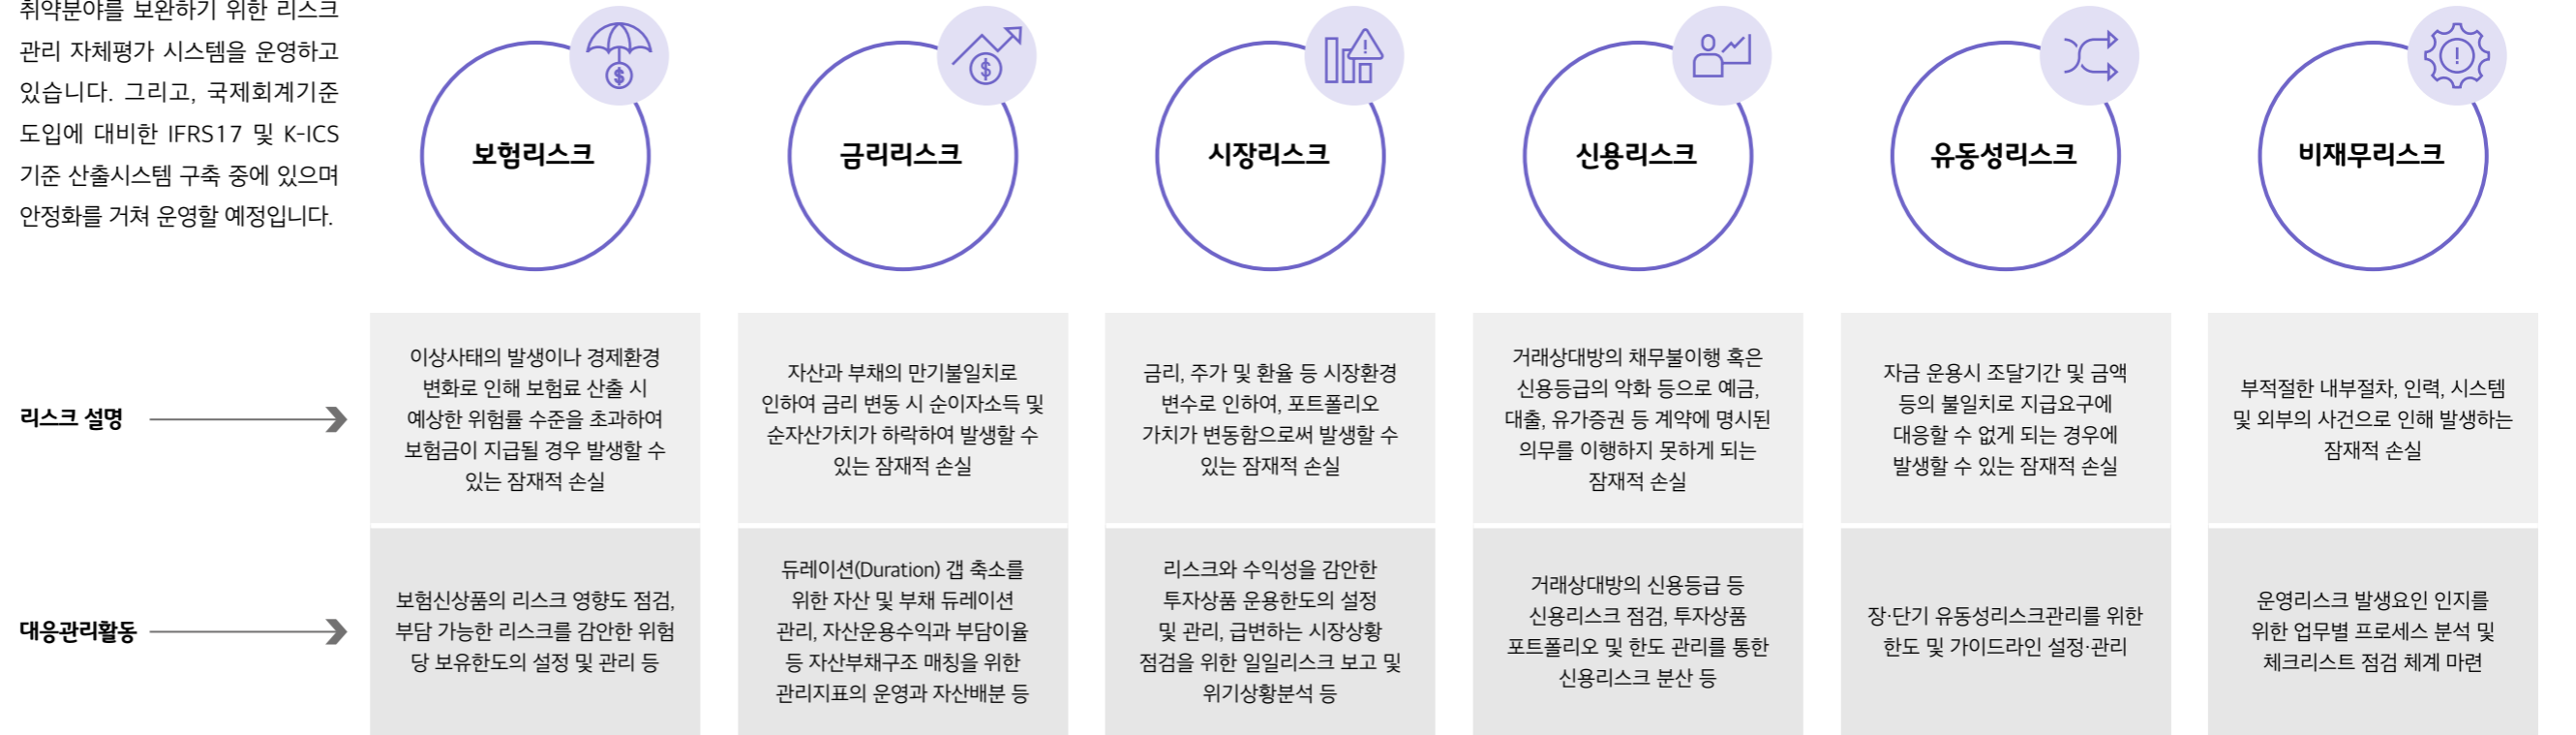 취약분야를 보완하기 위한 리스크
관리 자체평가 시스템을 운영하고
있습니다. 그리고, 국제회계기준
도입에 대비한 IFRS17 및 K-ICS
기준 산출시스템 구축 중에 있으며
안정화를 거쳐 운영할 예정입니다.
보험리스크
금리리스크
시장리스크
신용리스크
유동성리스크
비재무리스크
리스크 설명
이상사태의 발생이나 경제환경
변화로 인해 보험료 산출 시
예상한 위험률 수준을 초과하여
보험금이 지급될 경우 발생할 수
있는 잠재적 손실
자산과 부채의 만기불일치로
인하여 금리 변동 시 순이자소득 및
순자산가치가 하락하여 발생할 수
있는 잠재적 손실
금리, 주가 및 환율 등 시장환경
변수로 인하여, 포트폴리오
가치가 변동함으로써 발생할 수
있는 잠재적 손실
거래상대방의 채무불이행 혹은
신용등급의 악화 등으로 예금,
대출, 유가증권 등 계약에 명시된
의무를 이행하지 못하게 되는
잠재적 손실
자금 운용시 조달기간 및 금액
등의 불일치로 지급요구에
대응할 수 없게 되는 경우에
발생할 수 있는 잠재적 손실
부적절한 내부절차, 인력, 시스템
및 외부의 사건으로 인해 발생하는
잠재적 손실
대응관리활동
보험신상품의 리스크 영향도 점검,
부담 가능한 리스크를 감안한 위험
당 보유한도의 설정 및 관리 등
듀레이션(Duration) 갭 축소를
위한 자산 및 부채 듀레이션
관리, 자산운용수익과 부담이율
등 자산부채구조 매칭을 위한
관리지표의 운영과 자산배분 등
리스크와 수익성을 감안한
투자상품 운용한도의 설정
및 관리, 급변하는 시장상황
점검을 위한 일일리스크 보고 및
위기상황분석 등
거래상대방의 신용등급 등
신용리스크 점검, 투자상품
포트폴리오 및 한도 관리를 통한
신용리스크 분산 등
장·단기 유동성리스크관리를 위한
한도 및 가이드라인 설정·관리
운영리스크 발생요인 인지를
위한 업무별 프로세스 분석 및
체크리스트 점검 체계 마련